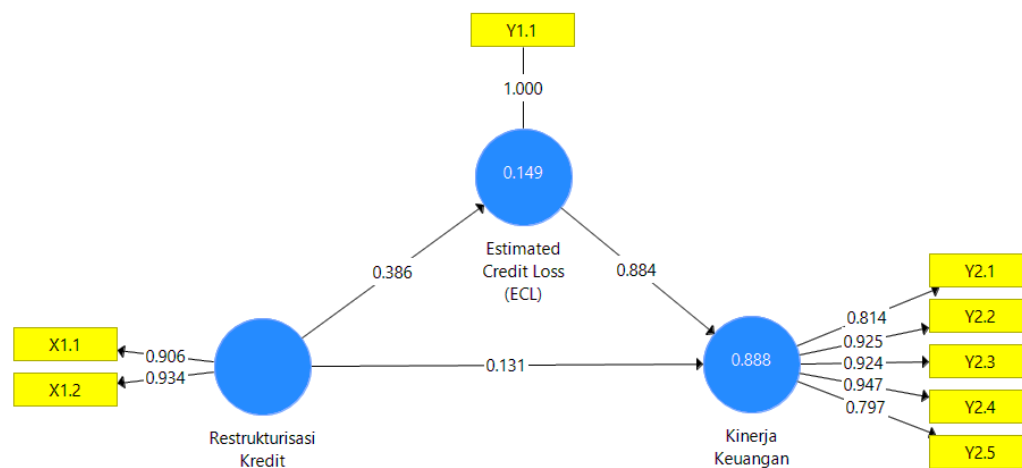 Y1.1
1.000
0.149
Estimated
Credit Loss
(ECL)
0.386
0.884
X1.1
X1.2
0.906
0.934
Restrukturisasi
Kredit
0.131
0.888
Kinerja
Keuangan
0.814
0.925
0.924
0.947
0.797
Y2.1
Y2.2
Y2.3
Y2.4
Y2.5